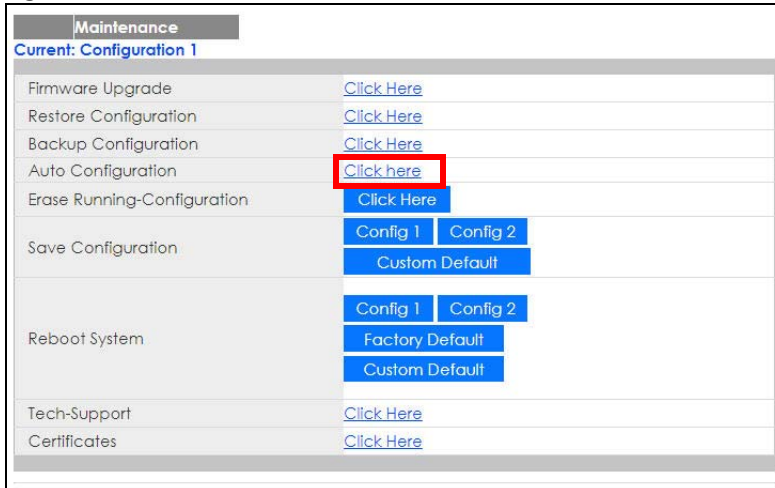 Maintenance
Current: Configuration 1
Firmware Upgrade Click Here
Restore Configuration Click Here
Backup Configuration Click Here
Auto Configuration Click here
Erase Running-Configuration Click Here
Save Configuration
Config 1 Config 2
Custom Default
Reboot System
Config 1 Config 2
Factory Default
Custom Default
Tech-Support Click Here
Certificates Click Here